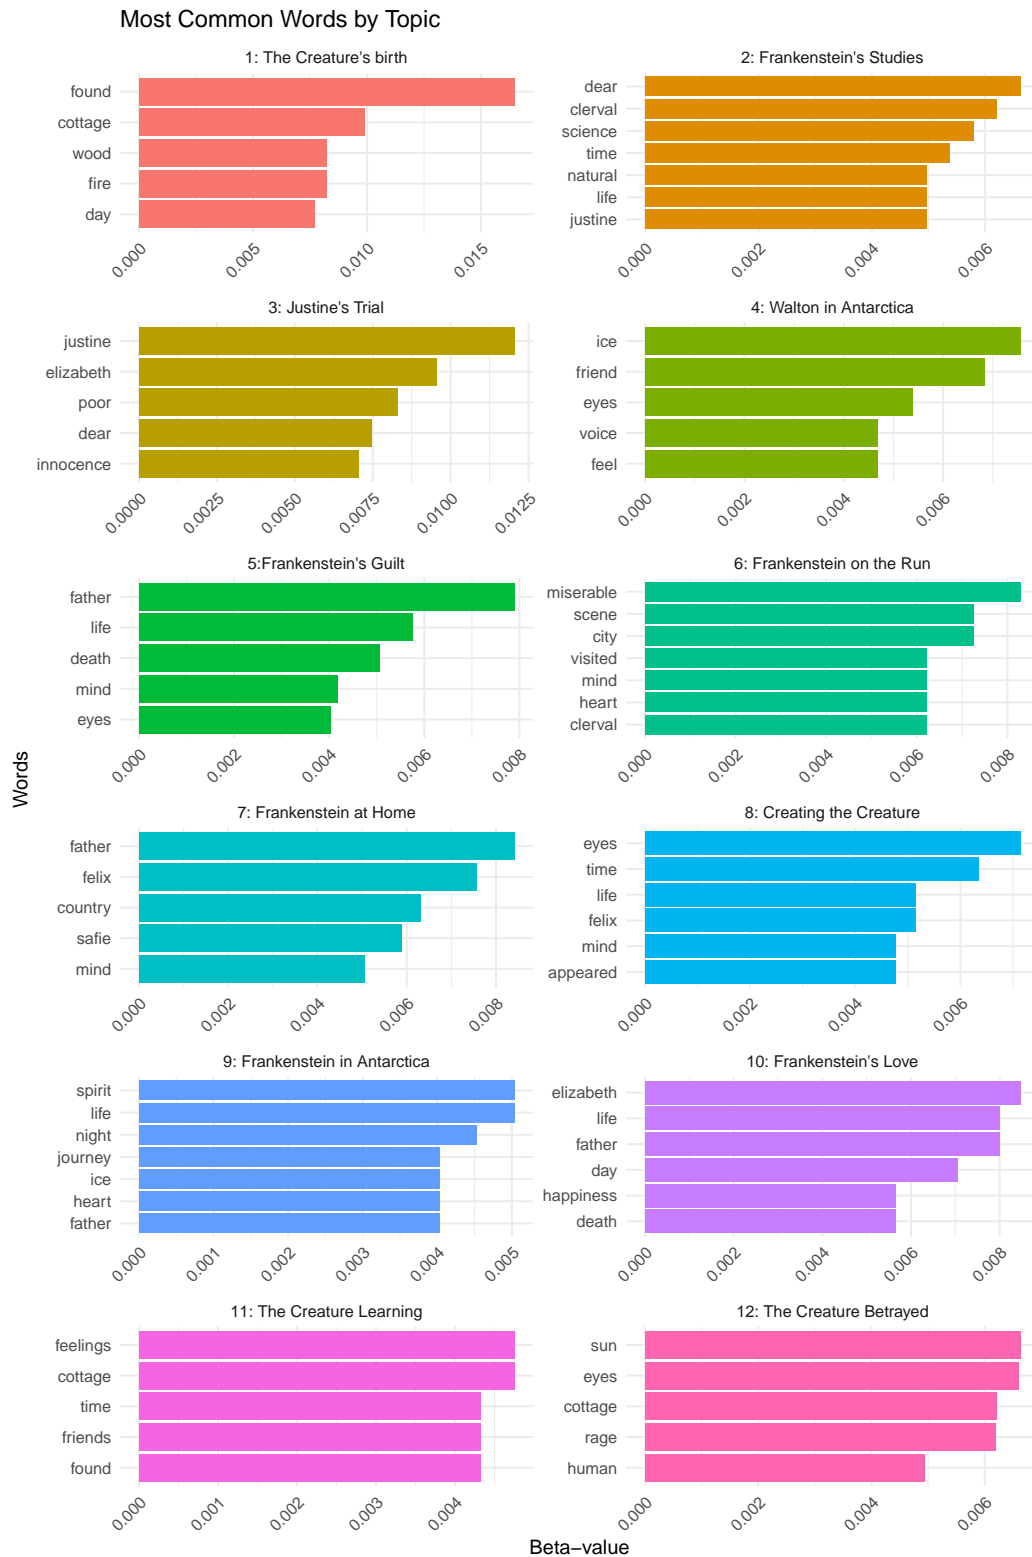 Most Common Words by Topic
1: The Creature's birth
found
cottage
wood
fire
day
0.000 0.005 0.010 0.015
2: Frankenstein's Studies
dear
clerval
science
time
natural
life
justine
0.000 0.002 0.004 0.006
3: Justine's Trial
justine
elizabeth
poor
dear
innocence
0.0000 0.0025 0.0050 0.0075 0.0100 0.0125
4: Walton in Antarctica
ice
friend
eyes
voice
feel
0.000 0.002 0.004 0.006
5:Frankenstein's Guilt
father
life
death
mind
eyes
0.000 0.002 0.004 0.006 0.008
6: Frankenstein on the Run
miserable
scene
city
visited
mind
heart
clerval
0.000 0.002 0.004 0.006 0.008
7: Frankenstein at Home
father
felix
country
safie
mind
0.000 0.002 0.004 0.006 0.008
8: Creating the Creature
eyes
time
life
felix
mind
appeared
0.000 0.002 0.004 0.006
9: Frankenstein in Antarctica
spirit
life
night
journey
ice
heart
father
0.000 0.001 0.002 0.003 0.004 0.005
10: Frankenstein's Love
elizabeth
life
father
day
happiness
death
0.000 0.002 0.004 0.006 0.008
11: The Creature Learning
feelings
cottage
time
friends
found
0.000 0.001 0.002 0.003 0.004
12: The Creature Betrayed
sun
eyes
cottage
rage
human
0.000 0.002 0.004 0.006
Words
Beta−value